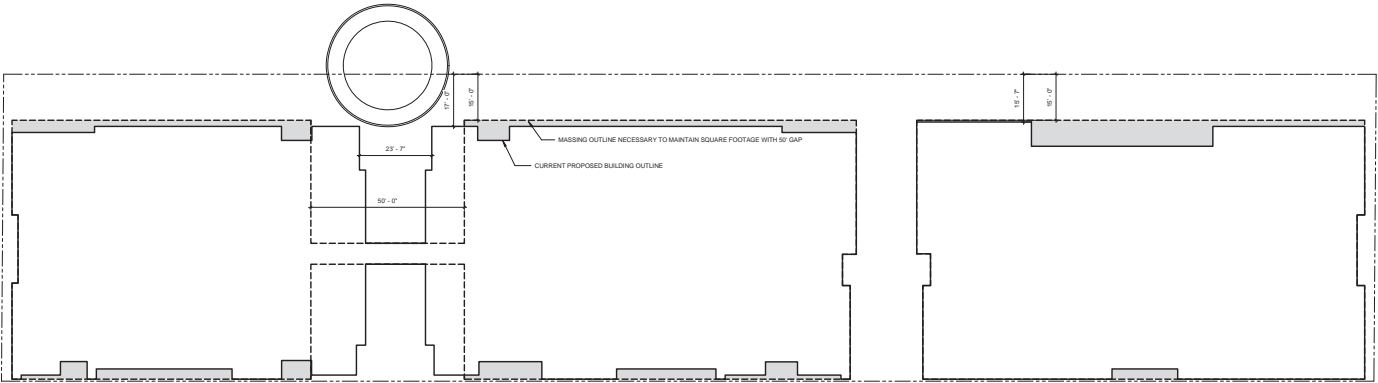 17' - 0"
15' - 0"
15' - 7"
15' - 0"
MASSING OUTLINE NECESSARY TO MAINTAIN SQUARE FOOTAGE WITH 50' GAP
23' - 7"
CURRENT PROPOSED BUILDING OUTLINE
50' - 0"